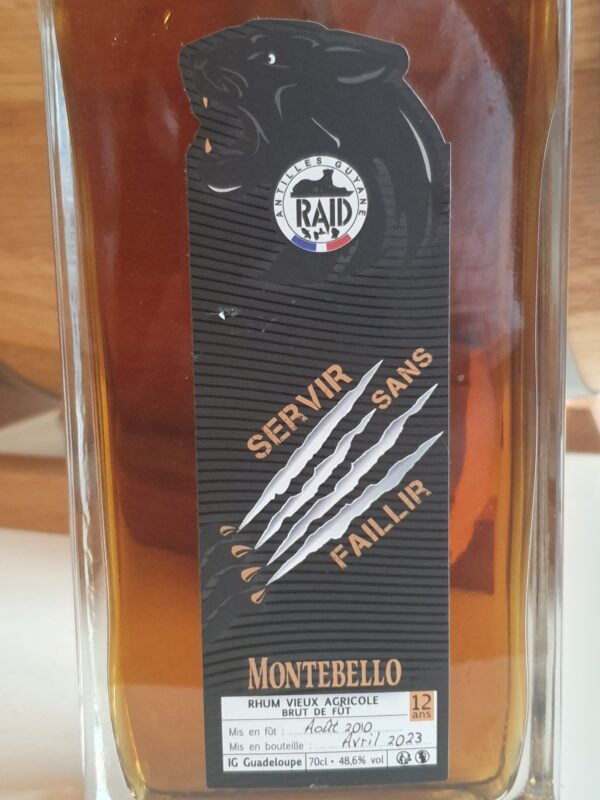 ANTILLES GUYANE
RAID
SERVIR
SANS
FAILLIR
MONTEBELLO
RHUM VIEUX AGRICOLE
BRUT DE FÛT
12
ans
Mis en fût : ...... Août 2010
Mis en bouteille : ........... Avril 2023
IG Guadeloupe 70cl • 48,6% vol